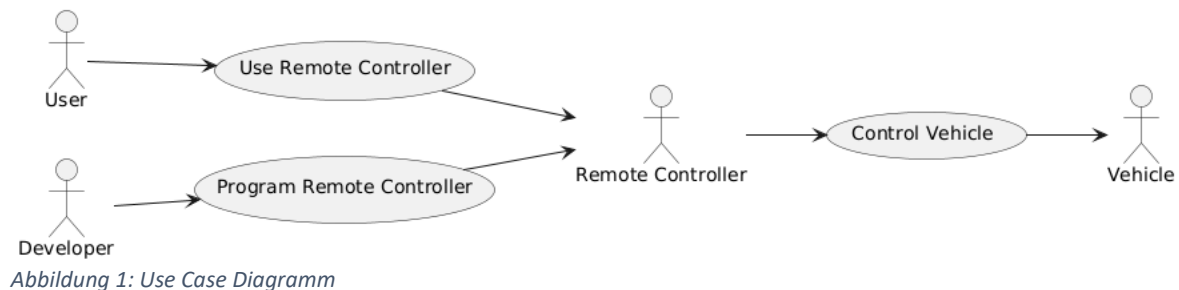 User
Use Remote Controller
Developer
Program Remote Controller
Remote Controller
Control Vehicle
Vehicle
Abbildung 1: Use Case Diagramm